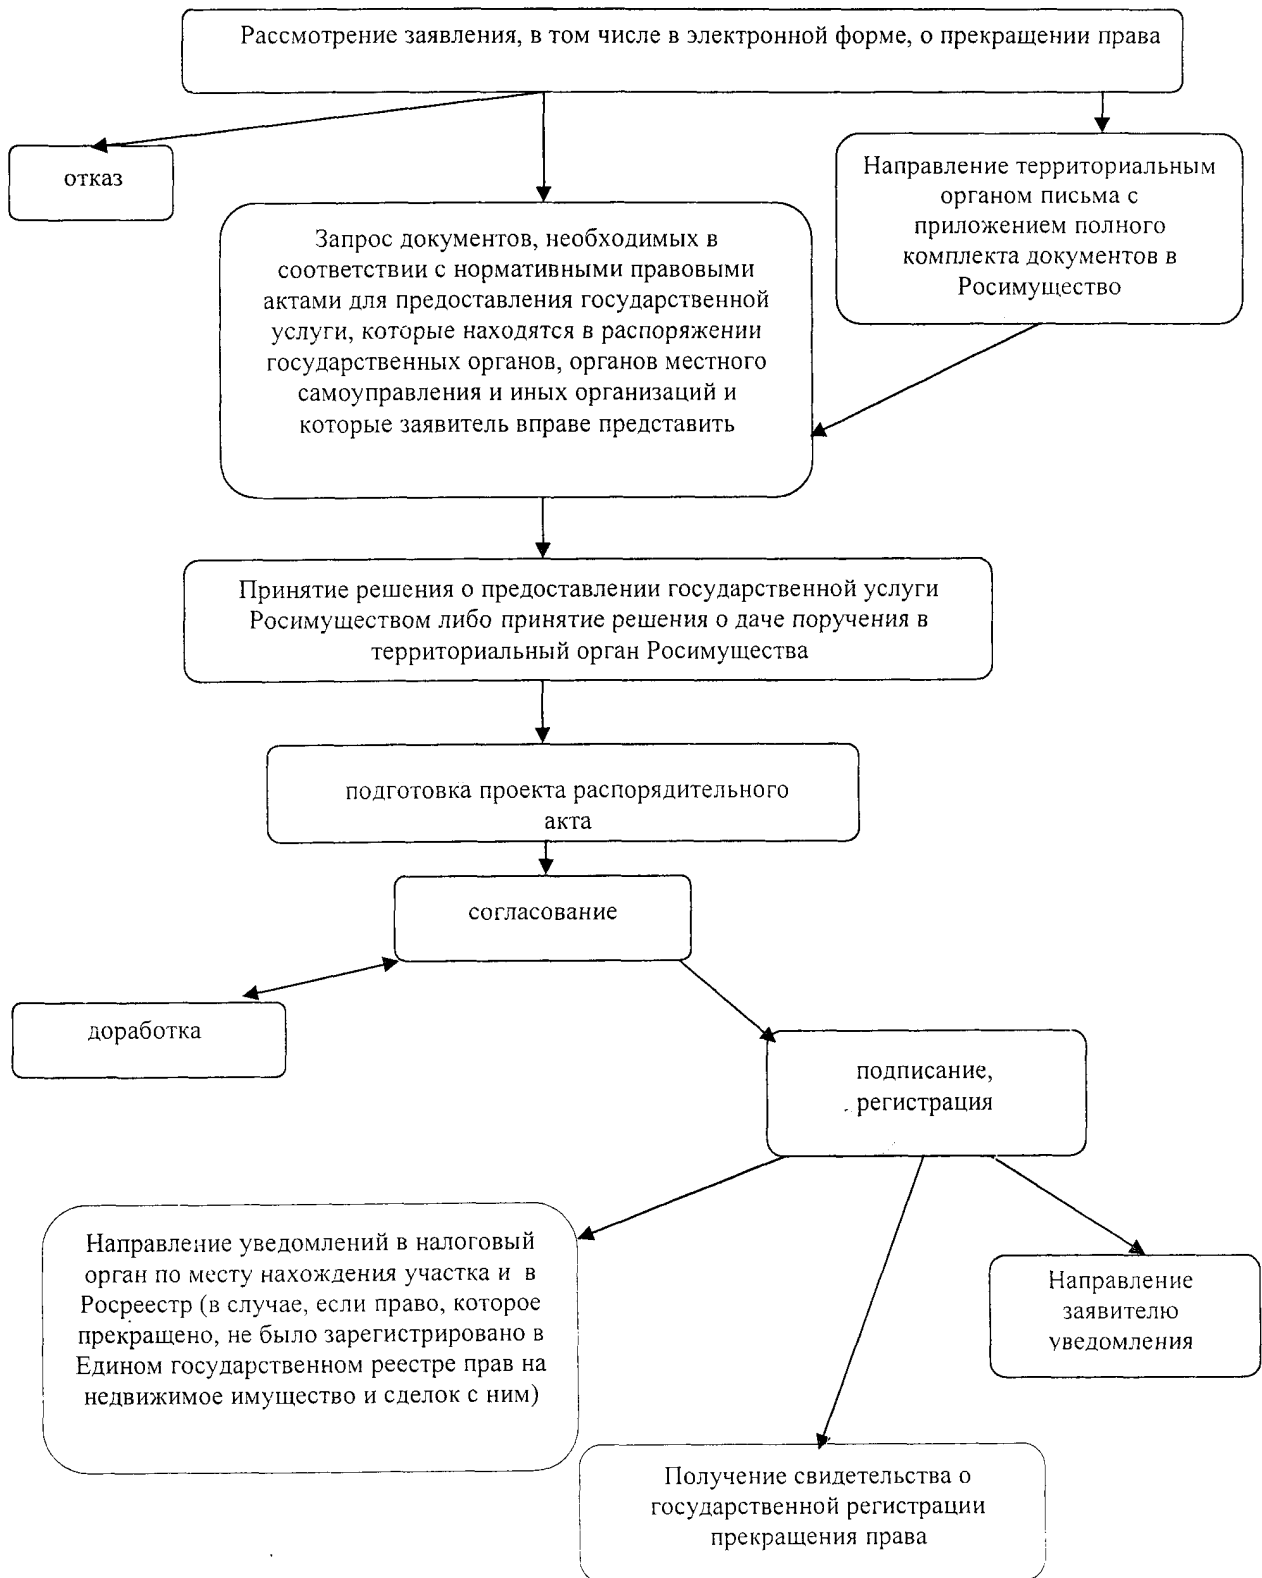 Рассмотрение заявления, в том числе в электронной форме, о прекращении права
отказ
Направление территориальным
органом письма с
приложением полного
комплекта документов в
Росимущество
Запрос документов, необходимых в
соответствии с нормативными правовыми
актами для предоставления государственной
услуги, которые находятся в распоряжении
государственных органов, органов местного
самоуправления и иных организаций и
которые заявитель вправе представить
Принятие решения о предоставлении государственной услуги
Росимуществом либо принятие решения о даче поручения в
территориальный орган Росимущества
подготовка проекта распорядительного
акта
согласование
доработка
подписание,
регистрация
Направление уведомлений в налоговый
орган по месту нахождения участка и в
Росреестр (в случае, если право, которое
прекращено, не было зарегистрировано в
Едином государственном реестре прав на
недвижимое имущество и сделок с ним)
Направление
заявителю
уведомления
Получение свидетельства о
государственной регистрации
прекращения права